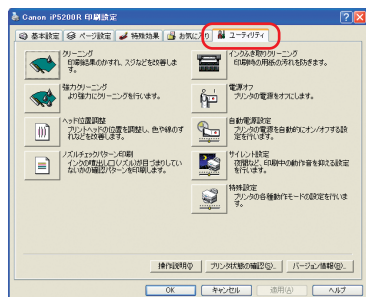 Canon iP5200R 印刷設定
基本設定 ページ設定 特殊効果 お気に入り ユーティリティ
クリーニング
印刷結果のかすれ、スジなどを改善します。
強力クリーニング
より強力にクリーニングを行います。
ヘッド位置調整
プリントヘッドの位置を調整し、色や線のずれなどを改善します。
ノズルチェックパターン印刷
インクの噴出し口(ノズル)が目づまりしていないかの確認パターンを印刷します。
インクふき取りクリーニング
印刷時の用紙の汚れを防ぎます。
電源オフ
プリンタの電源をオフにします。
自動電源設定
プリンタの電源を自動的にオン/オフする設定を行います。
サイレント設定
夜間など、印刷中の動作音を抑える設定を行います。
特殊設定
プリンタの各種動作モードの設定を行います。
操作説明(Q) プリンタ状態の確認(S)... バージョン情報(B)...
OK キャンセル 適用(A) ヘルプ